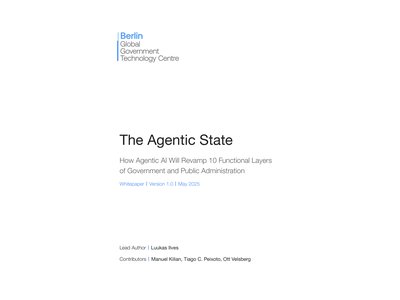 Berlin
Global
Government
Technology Centre
The Agentic State
How Agentic AI Will Revamp 10 Functional Layers
of Government and Public Administration
Whitepaper | Version 1.0 | May 2025
Lead Author | Luukas Ilves
Contributors | Manuel Kilian, Tiago C. Peixoto, Ott Velsberg